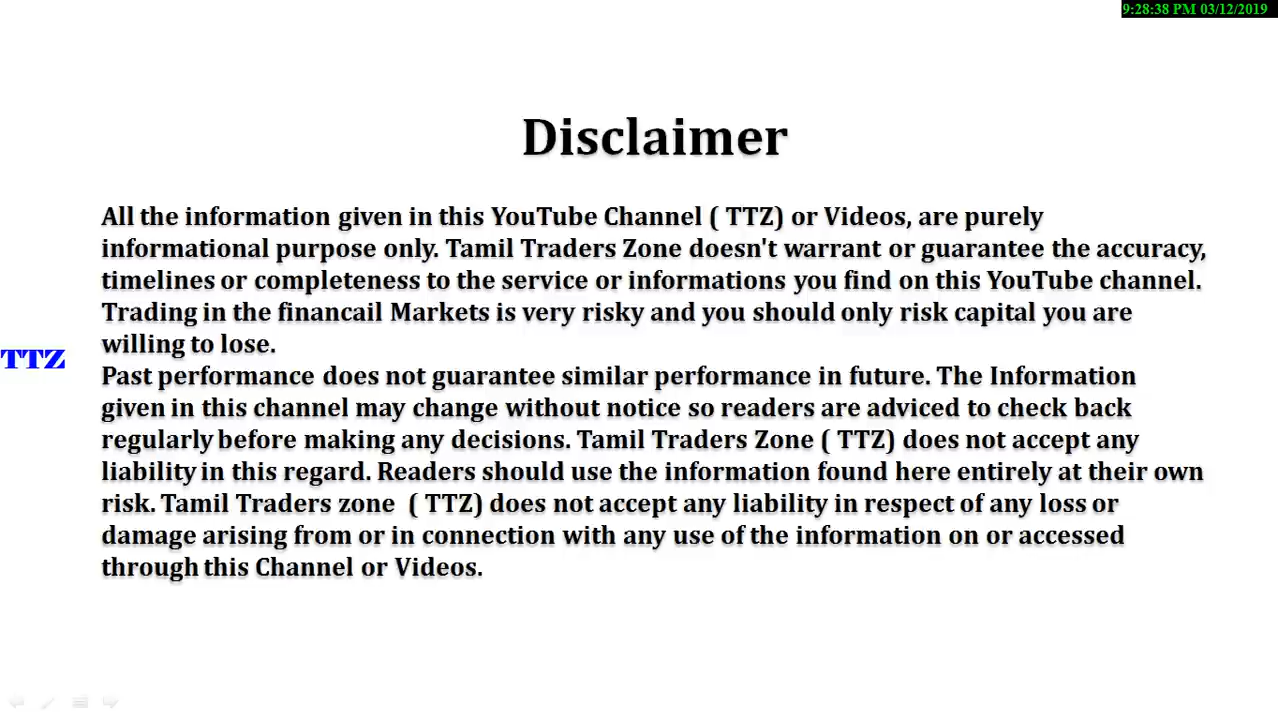 9:28:38 PM 03/12/2019
Disclaimer
All the information given in this YouTube Channel ( TTZ) or Videos, are purely
informational purpose only. Tamil Traders Zone doesn't warrant or guarantee the accuracy,
timelines or completeness to the service or informations you find on this YouTube channel.
Trading in the financail Markets is very risky and you should only risk capital you are
willing to lose.
TTZ
Past performance does not guarantee similar performance in future. The Information
given in this channel may change without notice so readers are adviced to check back
regularly before making any decisions. Tamil Traders Zone ( TTZ) does not accept any
liability in this regard. Readers should use the information found here entirely at their own
risk. Tamil Traders zone  ( TTZ) does not accept any liability in respect of any loss or
damage arising from or in connection with any use of the information on or accessed
through this Channel or Videos.